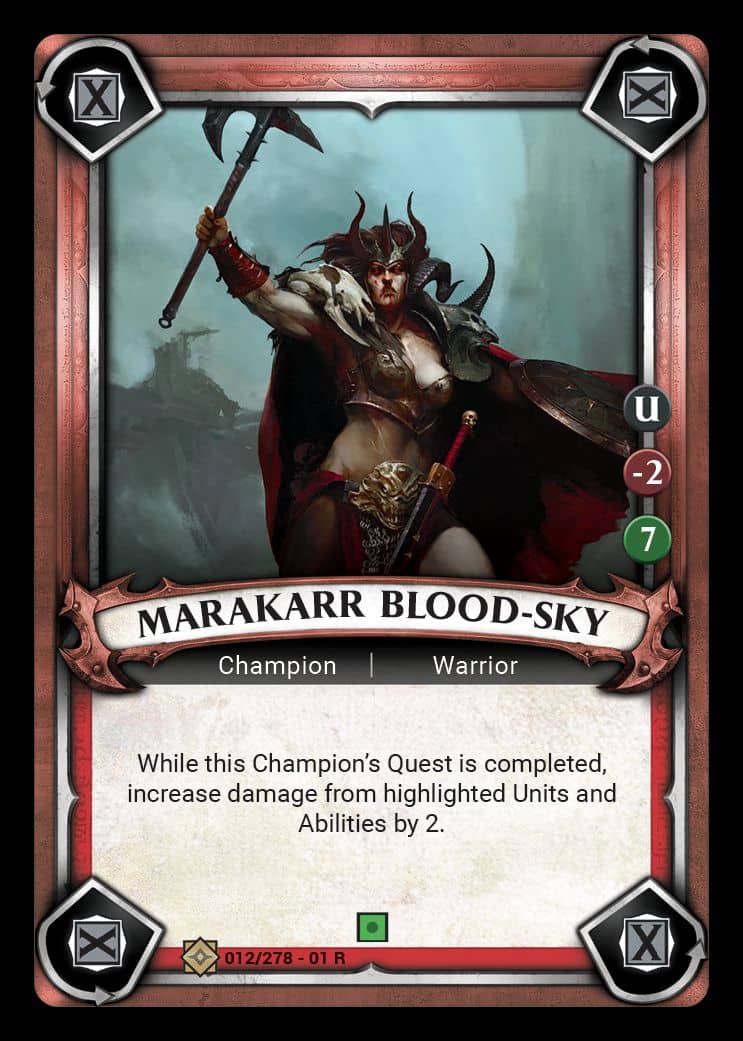 X
X
U
-2
7
MARAKARR BLOOD-SKY
Champion | Warrior
While this Champion’s Quest is completed,
increase damage from highlighted Units and
Abilities by 2.
X
X
012/278 - 01 R